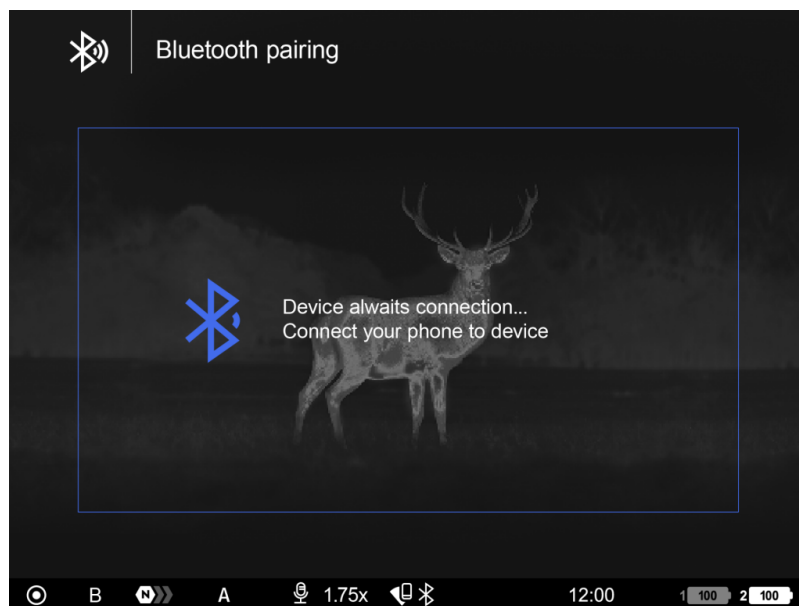 Bluetooth pairing
Device alwaits connection...
Connect your phone to device
B N A 1.75x 12:00 1 100 2 100